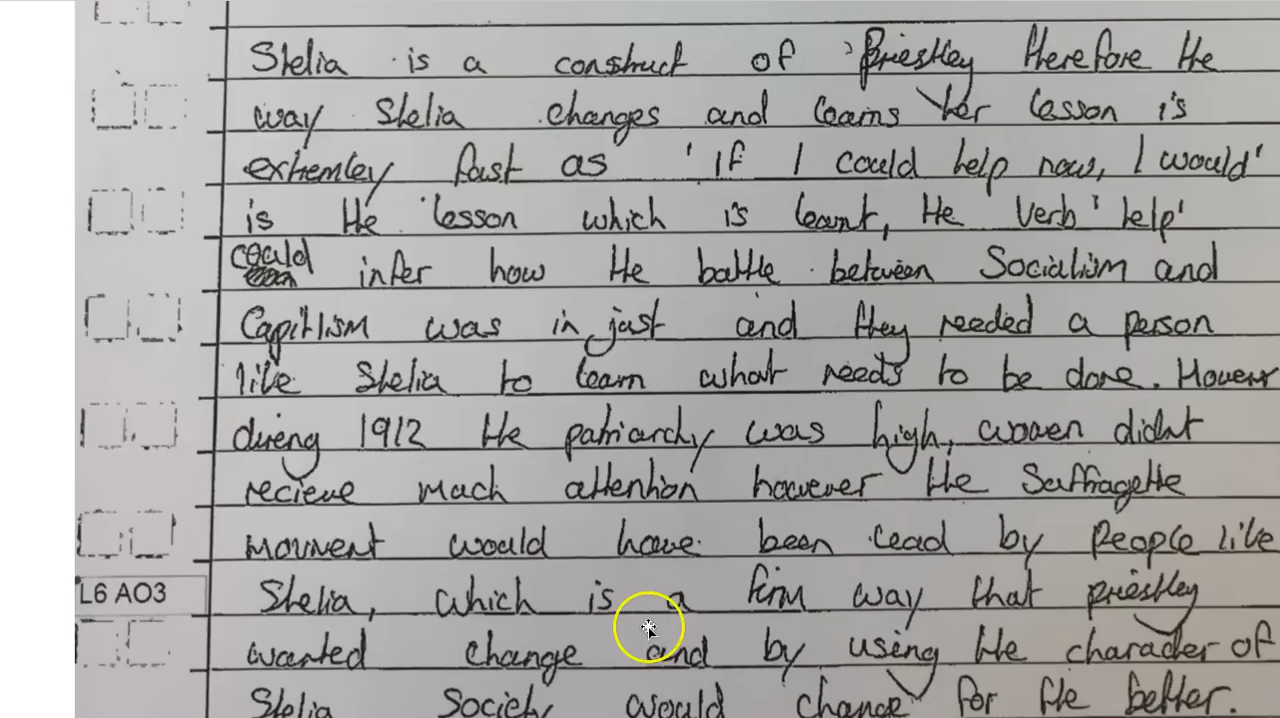 Shelia is a construct of Priestley therefore the
way Shelia changes and learns her lesson is
extremley fast as 'if I could help now, I would'
is the lesson which is learnt, the verb 'help'
could infer how the battle between Socialism and
Capitlism was in just and they needed a person
like Shelia to learn what needs to be done. Howevr
direng 1912 the patriarchy was high, women didnt
recieve much attention however the Suffragette
movment would have been lead by people like
L6 AO3 Shelia, which is a firm way that priestley
wanted change and by using the character of
Shelia Society would change for the better.